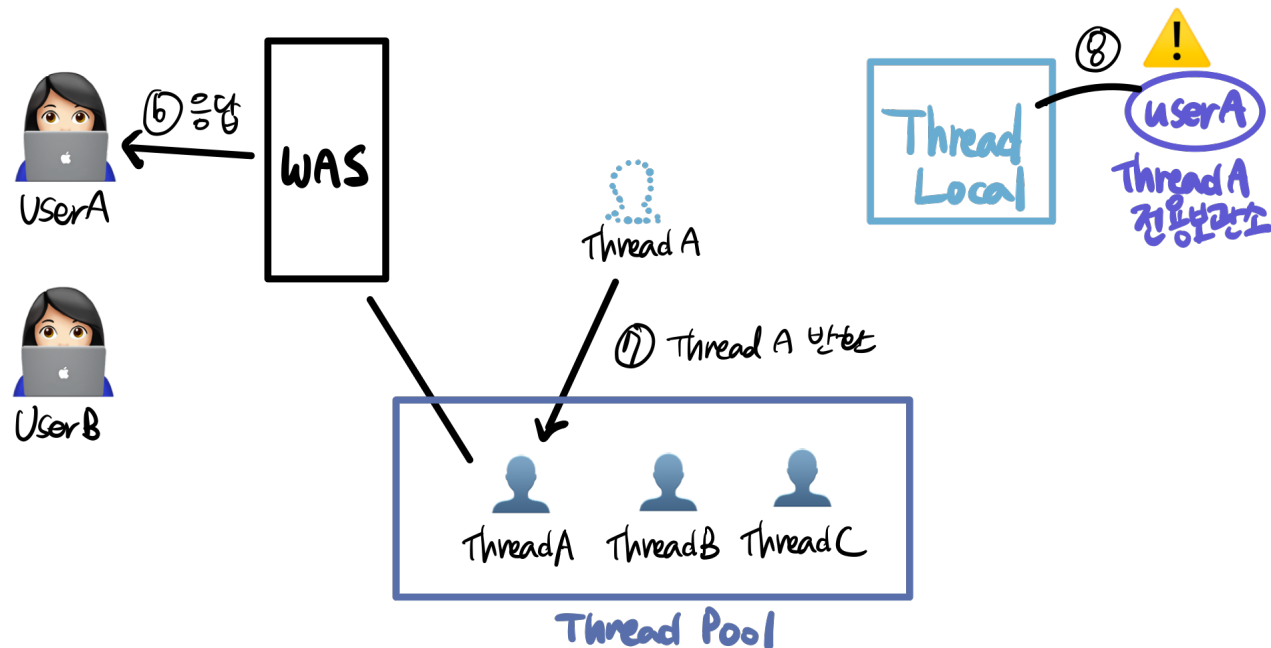 ⑥ 응답
UserA
WAS
UserB
Thread A
⑦ Thread A 반환
ThreadA
ThreadB
ThreadC
Thread Pool
Thread
Local
⑧
userA
Thread A
전용보관소